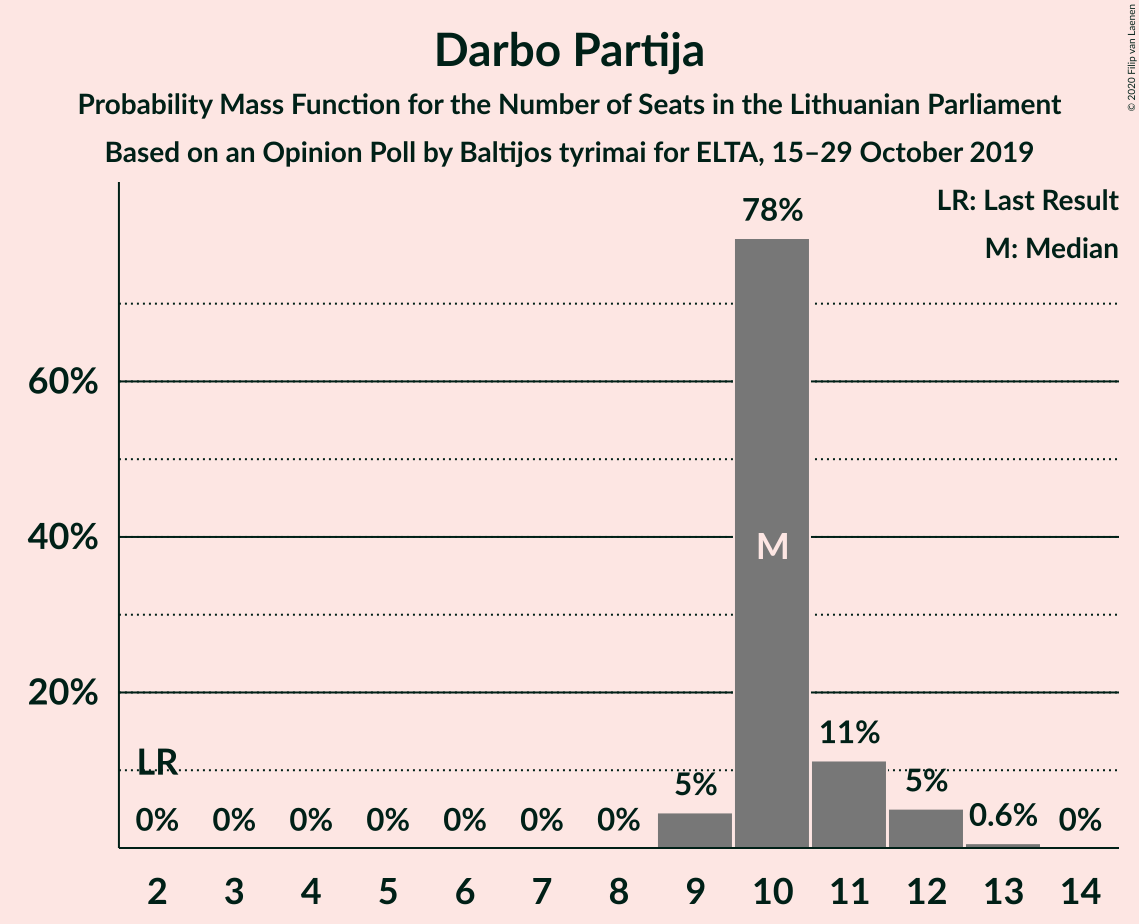 Darbo Partija
Probability Mass Function for the Number of Seats in the Lithuanian Parliament
Based on an Opinion Poll by Baltijos tyrimai for ELTA, 15–29 October 2019
© 2020 Filip van Laenen
LR: Last Result
M: Median
78%
60%
40%
M
20%
LR
11%
5%
5%
0%
0%
0%
0%
0%
0%
0%
0.6%
0%
2 3 4 5 6 7 8 9 10 11 12 13 14